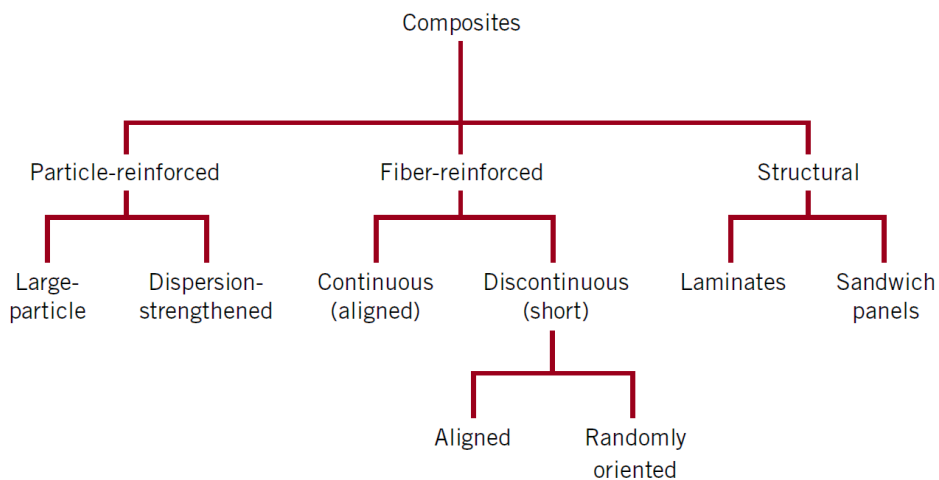 Composites
Particle-reinforced
Fiber-reinforced
Structural
Large-
particle
Dispersion-
strengthened
Continuous
(aligned)
Discontinuous
(short)
Laminates
Sandwich
panels
Aligned
Randomly
oriented